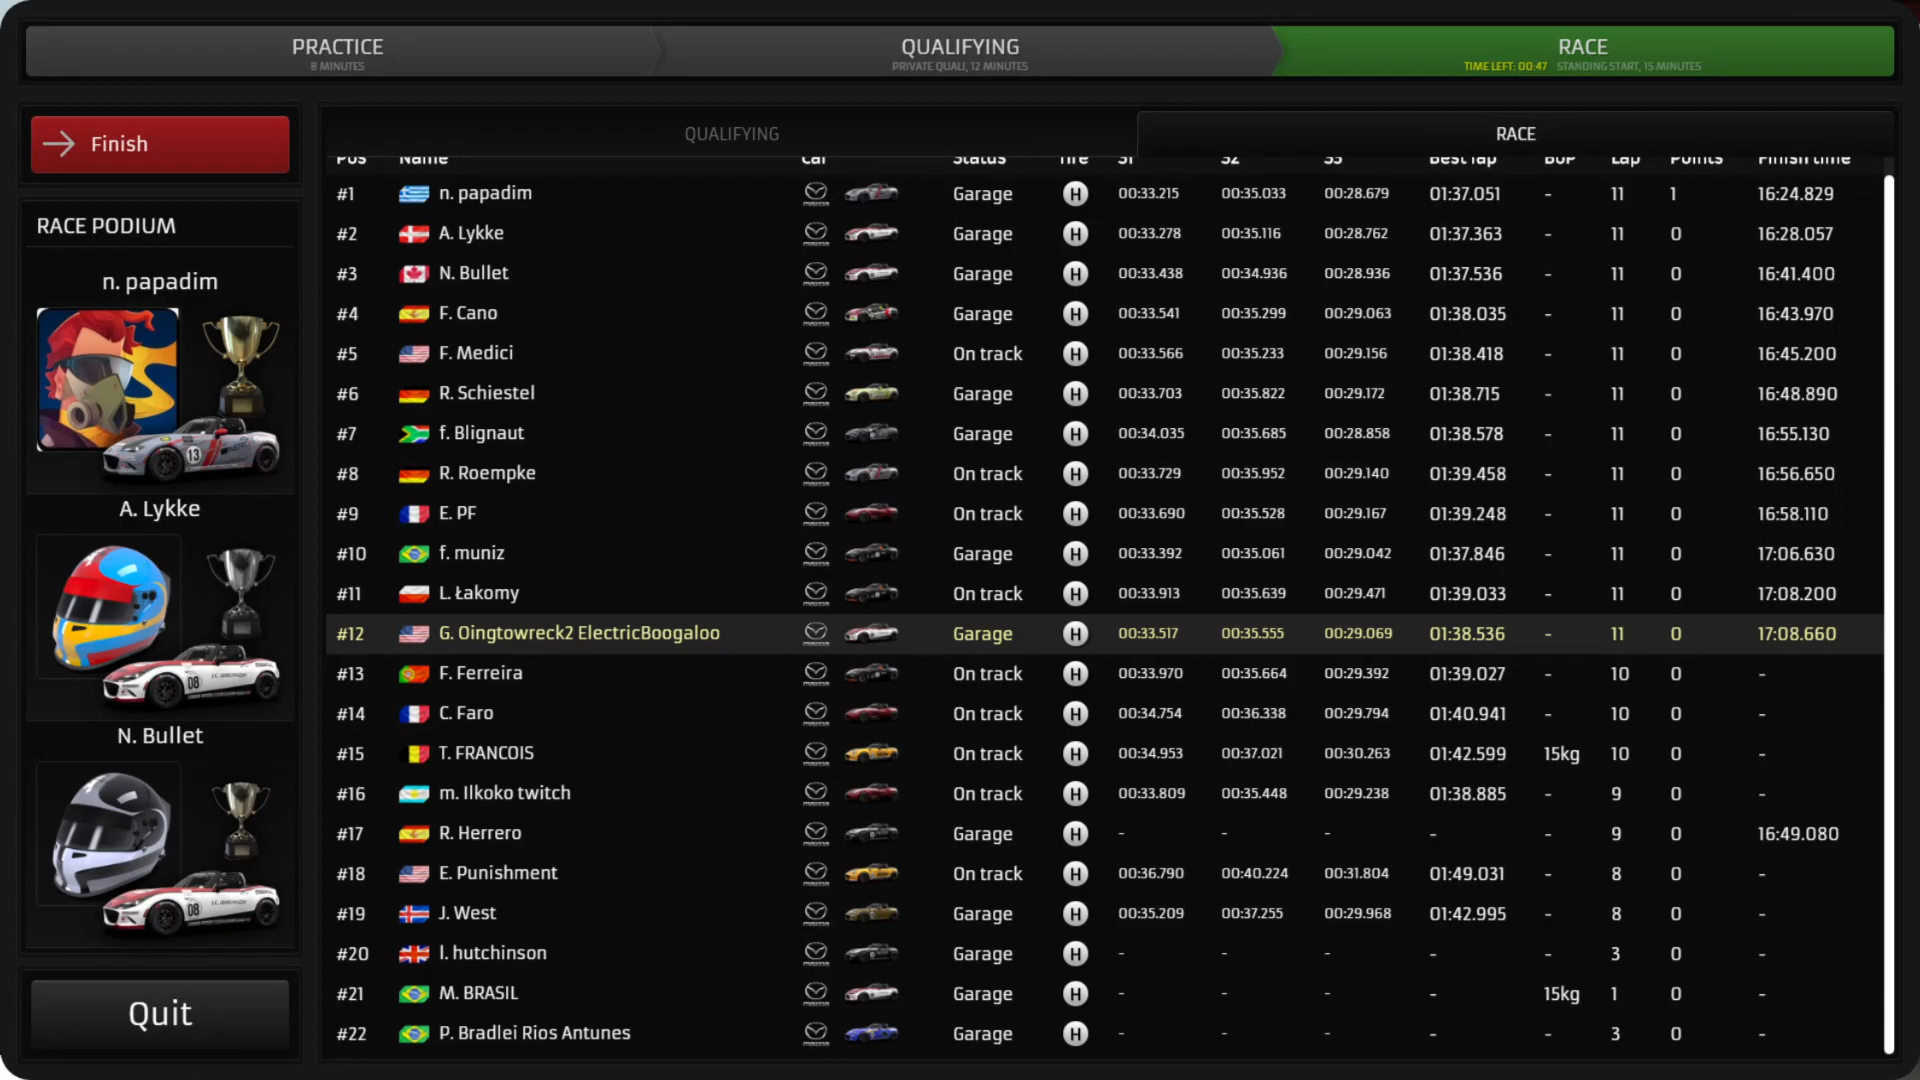 PRACTICE
8 MINUTES
QUALIFYING
PRIVATE QUALI, 12 MINUTES
RACE
TIME LEFT: 00:47 STANDING START, 15 MINUTES
Finish
RACE PODIUM
n. papadim
13
A. Lykke
08
N. Bullet
08
Quit
QUALIFYING
RACE
Pos Name Car Status Tire S1 S2 S3 Best lap BoP Lap Points Finish time
#1 n. papadim Garage H 00:33.215 00:35.033 00:28.679 01:37.051 - 11 1 16:24.829
#2 A. Lykke Garage H 00:33.278 00:35.116 00:28.762 01:37.363 - 11 0 16:28.057
#3 N. Bullet Garage H 00:33.438 00:34.936 00:28.936 01:37.536 - 11 0 16:41.400
#4 F. Cano Garage H 00:33.541 00:35.299 00:29.063 01:38.035 - 11 0 16:43.970
#5 F. Medici On track H 00:33.566 00:35.233 00:29.156 01:38.418 - 11 0 16:45.200
#6 R. Schiestel Garage H 00:33.703 00:35.822 00:29.172 01:38.715 - 11 0 16:48.890
#7 f. Blignaut Garage H 00:34.035 00:35.685 00:28.858 01:38.578 - 11 0 16:55.130
#8 R. Roempke On track H 00:33.729 00:35.952 00:29.140 01:39.458 - 11 0 16:56.650
#9 E. PF On track H 00:33.690 00:35.528 00:29.167 01:39.248 - 11 0 16:58.110
#10 f. muniz Garage H 00:33.392 00:35.061 00:29.042 01:37.846 - 11 0 17:06.630
#11 L. Łakomy On track H 00:33.913 00:35.639 00:29.471 01:39.033 - 11 0 17:08.200
#12 G. Oingtowreck2 ElectricBoogaloo Garage H 00:33.517 00:35.555 00:29.069 01:38.536 - 11 0 17:08.660
#13 F. Ferreira On track H 00:33.970 00:35.664 00:29.392 01:39.027 - 10 0 -
#14 C. Faro On track H 00:34.754 00:36.338 00:29.794 01:40.941 - 10 0 -
#15 T. FRANCOIS On track H 00:34.953 00:37.021 00:30.263 01:42.599 15kg 10 0 -
#16 m. Ilkoko twitch On track H 00:33.809 00:35.448 00:29.238 01:38.885 - 9 0 -
#17 R. Herrero Garage H - - - - - 9 0 16:49.080
#18 E. Punishment On track H 00:36.790 00:40.224 00:31.804 01:49.031 - 8 0 -
#19 J. West Garage H 00:35.209 00:37.255 00:29.968 01:42.995 - 8 0 -
#20 l. hutchinson Garage H - - - - - 3 0 -
#21 M. BRASIL Garage H - - - - 15kg 1 0 -
#22 P. Bradlei Rios Antunes Garage H - - - - - 3 0 -